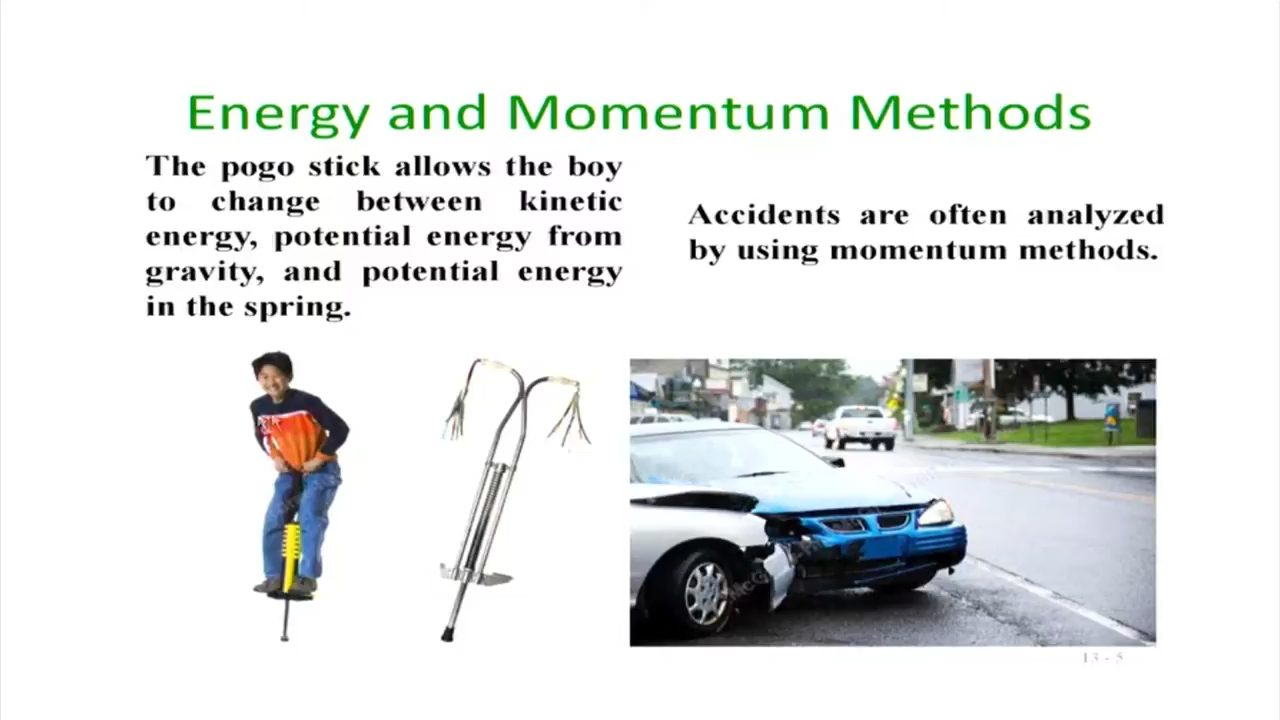 Energy and Momentum Methods
The pogo stick allows the boy
to change between kinetic
energy, potential energy from
gravity, and potential energy
in the spring.
Accidents are often analyzed
by using momentum methods.
13 - 5